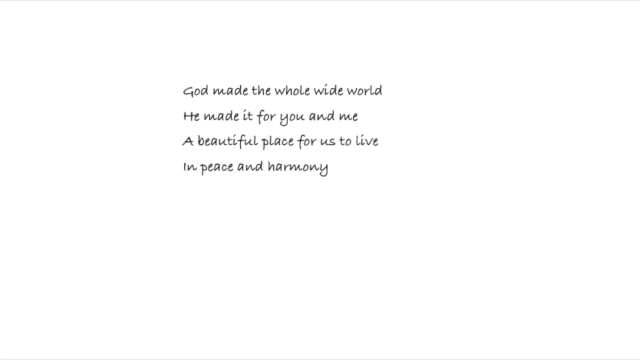 God made the whole wide world
He made it for you and me
A beautiful place for us to live
In peace and harmony